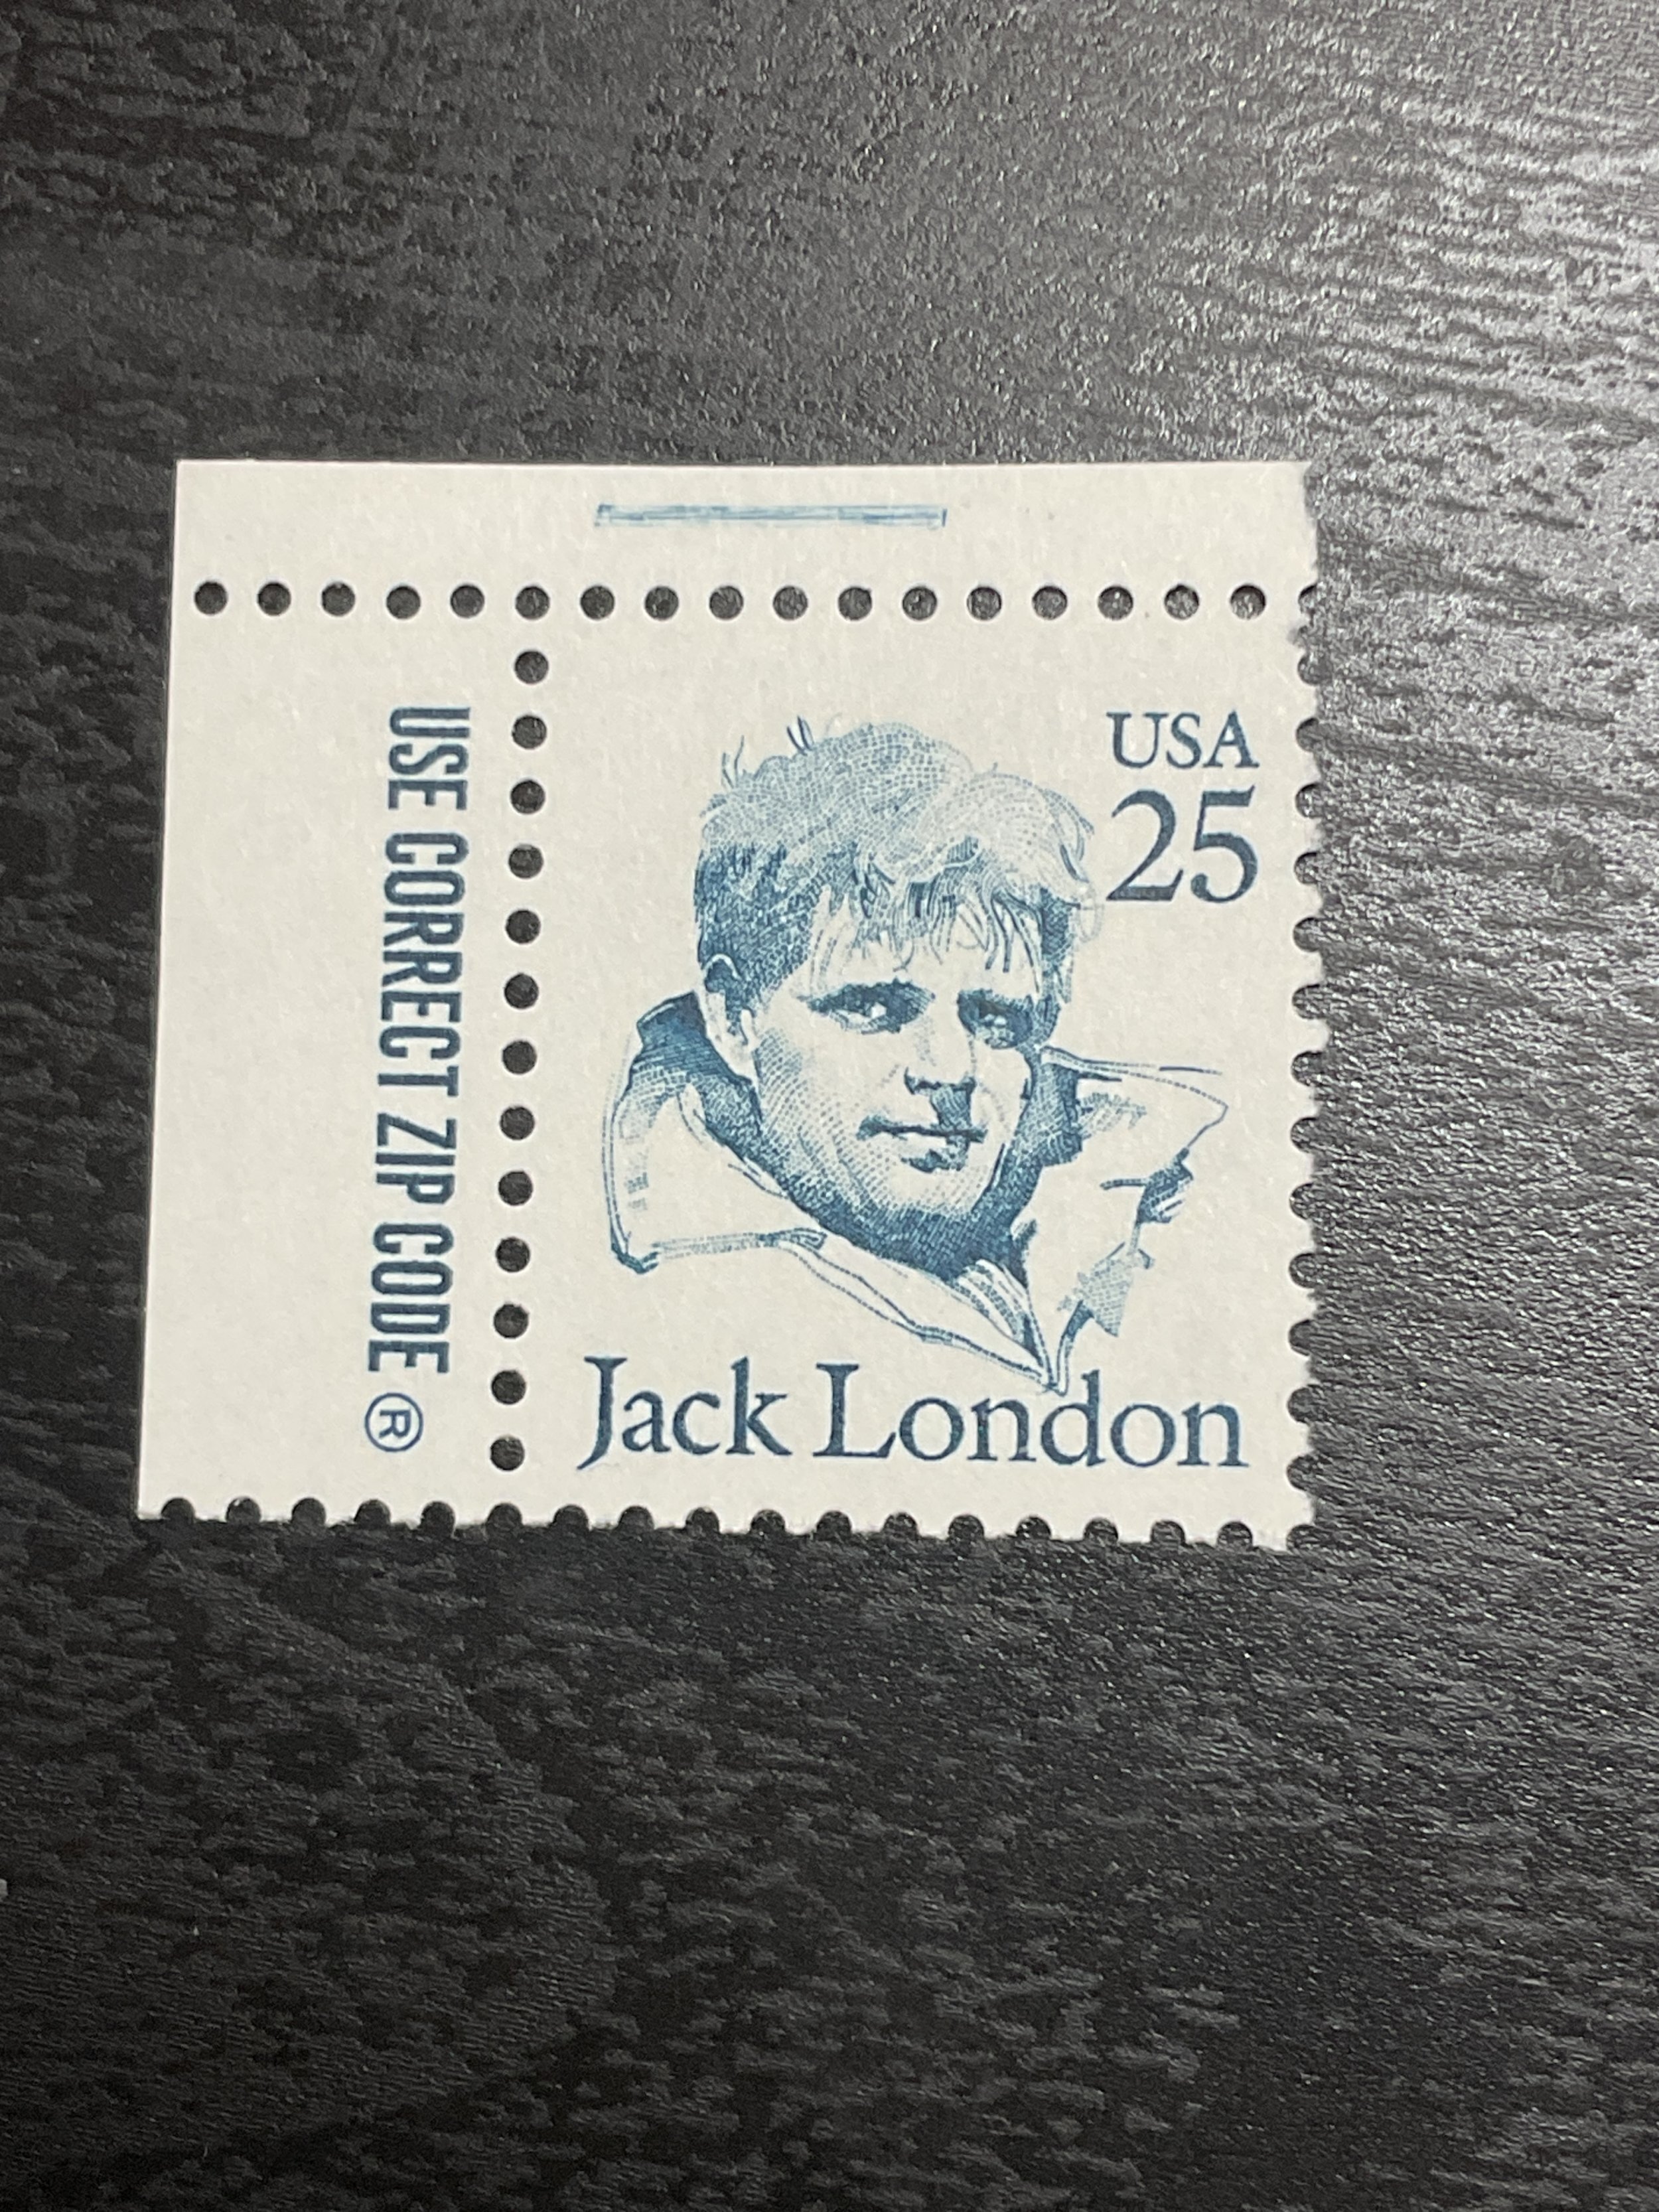 USE CORRECT ZIP CODE ®
USA
25
Jack London